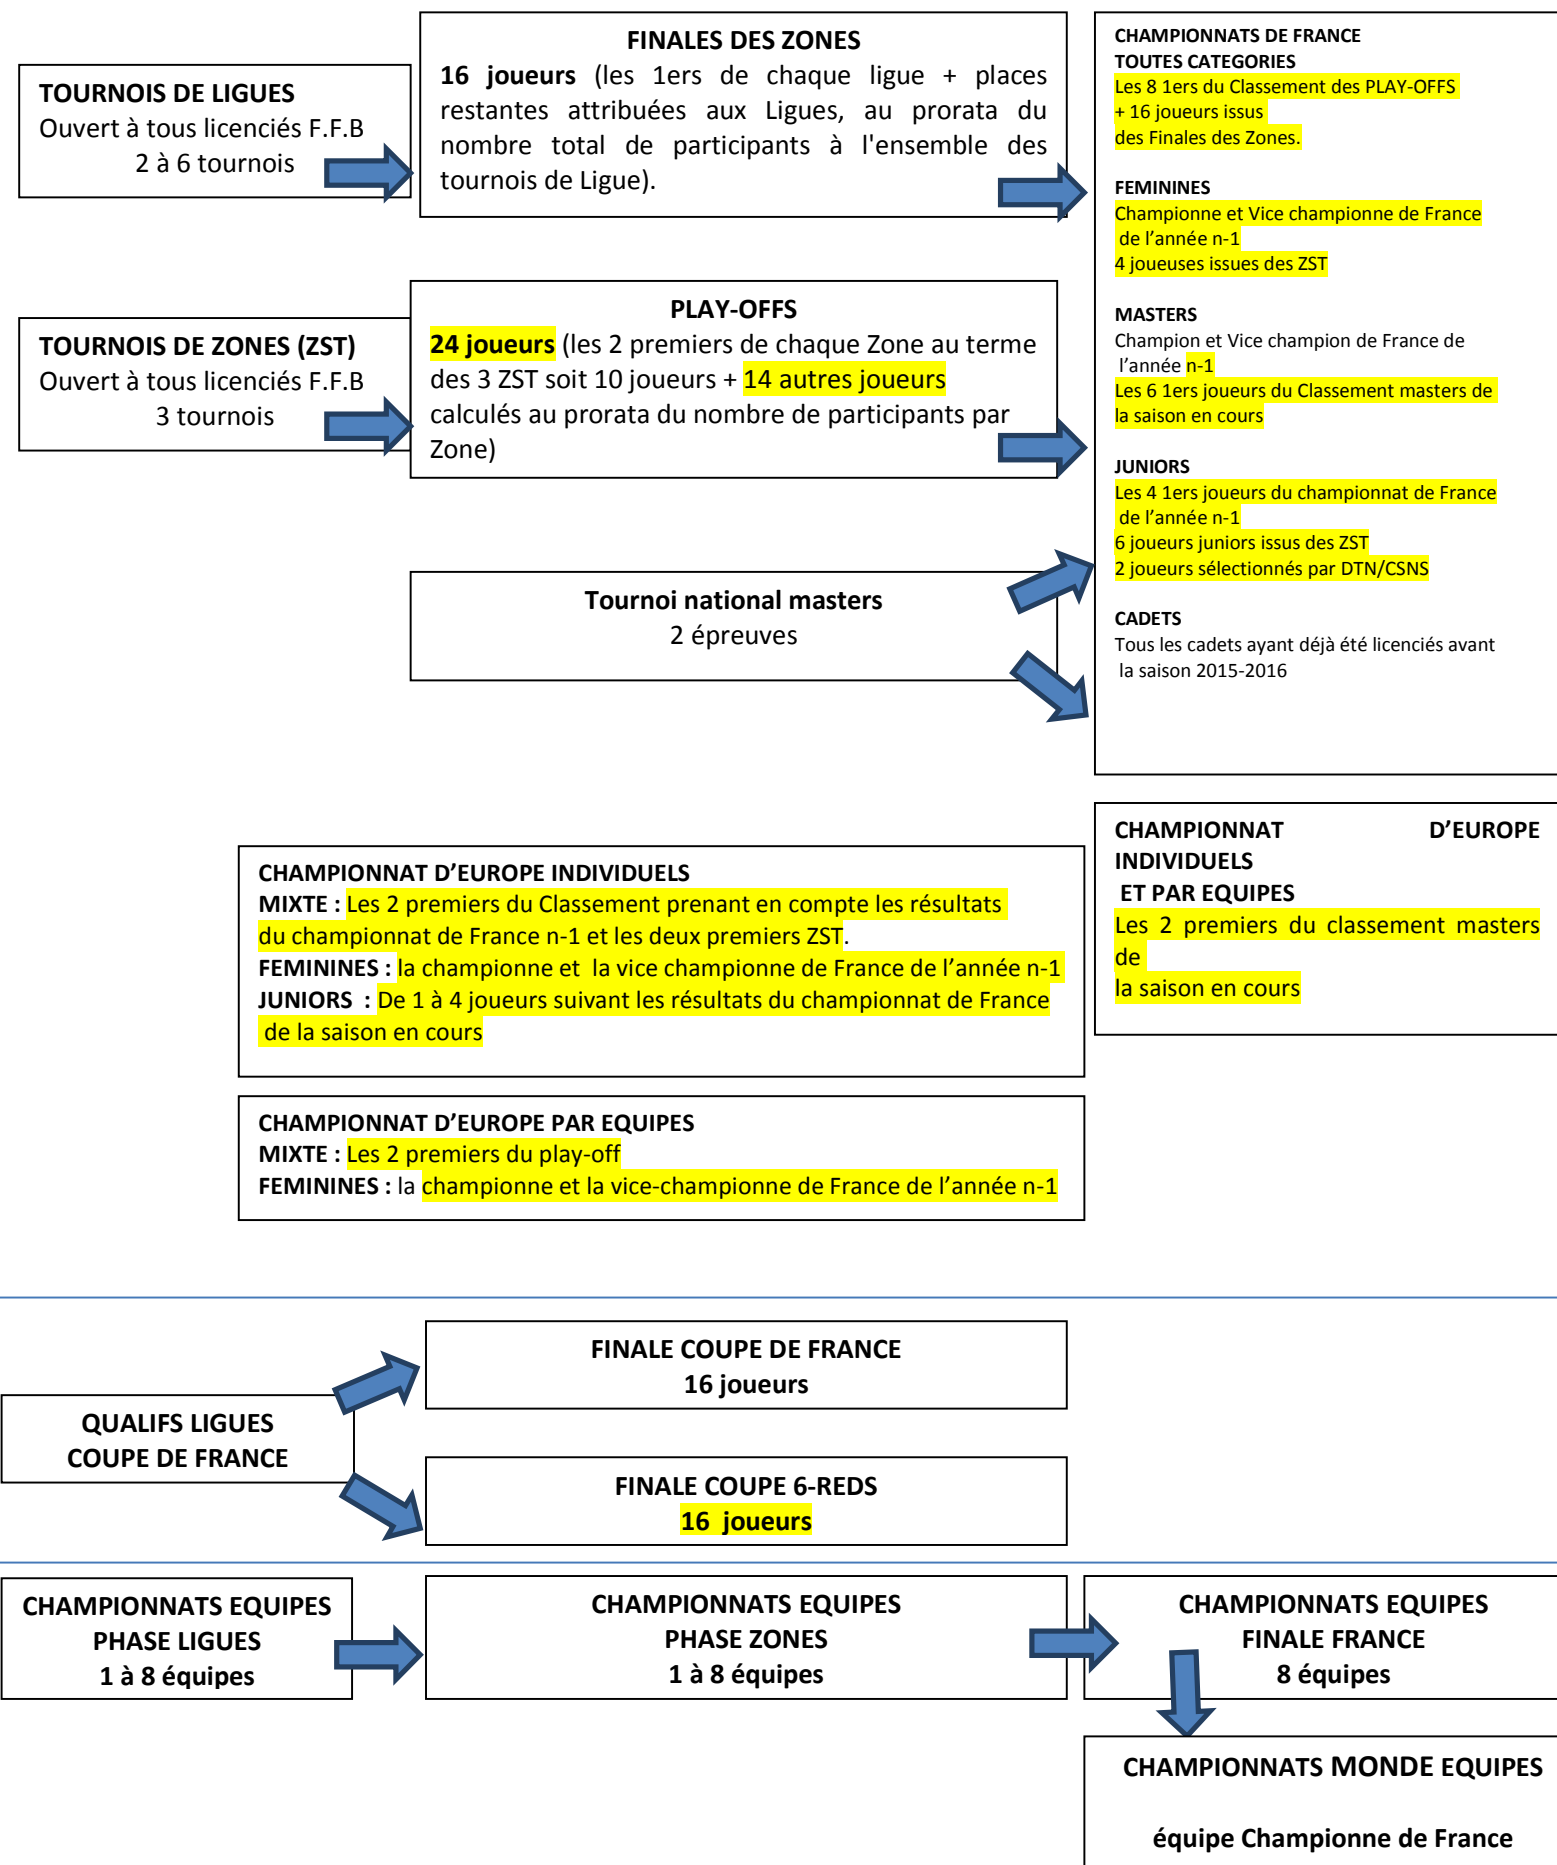 TOURNOIS DE LIGUES
Ouvert à tous licenciés F.F.B
2 à 6 tournois
FINALES DES ZONES
16 joueurs (les 1ers de chaque ligue + places
restantes attribuées aux Ligues, au prorata du
nombre total de participants à l'ensemble des
tournois de Ligue).
TOURNOIS DE ZONES (ZST)
Ouvert à tous licenciés F.F.B
3 tournois
PLAY-OFFS
24 joueurs (les 2 premiers de chaque Zone au terme
des 3 ZST soit 10 joueurs + 14 autres joueurs
calculés au prorata du nombre de participants par
Zone)
Tournoi national masters
2 épreuves
CHAMPIONNATS DE FRANCE
TOUTES CATEGORIES
Les 8 1ers du Classement des PLAY-OFFS
+ 16 joueurs issus
des Finales des Zones.
FEMININES
Championne et Vice championne de France
de l’année n-1
4 joueuses issues des ZST
MASTERS
Champion et Vice champion de France de
l’année n-1
Les 6 1ers joueurs du Classement masters de
la saison en cours
JUNIORS
Les 4 1ers joueurs du championnat de France
de l’année n-1
6 joueurs juniors issus des ZST
2 joueurs sélectionnés par DTN/CSNS
CADETS
Tous les cadets ayant déjà été licenciés avant
la saison 2015-2016
CHAMPIONNAT D’EUROPE
INDIVIDUELS
ET PAR EQUIPES
Les 2 premiers du classement masters
de
la saison en cours
CHAMPIONNAT D’EUROPE INDIVIDUELS
MIXTE : Les 2 premiers du Classement prenant en compte les résultats
du championnat de France n-1 et les deux premiers ZST.
FEMININES : la championne et la vice championne de France de l’année n-1
JUNIORS : De 1 à 4 joueurs suivant les résultats du championnat de France
de la saison en cours
CHAMPIONNAT D’EUROPE PAR EQUIPES
MIXTE : Les 2 premiers du play-off
FEMININES : la championne et la vice-championne de France de l’année n-1
QUALIFS LIGUES
COUPE DE FRANCE
FINALE COUPE DE FRANCE
16 joueurs
FINALE COUPE 6-REDS
16 joueurs
CHAMPIONNATS EQUIPES
PHASE LIGUES
1 à 8 équipes
CHAMPIONNATS EQUIPES
PHASE ZONES
1 à 8 équipes
CHAMPIONNATS EQUIPES
FINALE FRANCE
8 équipes
CHAMPIONNATS MONDE EQUIPES
équipe Championne de France